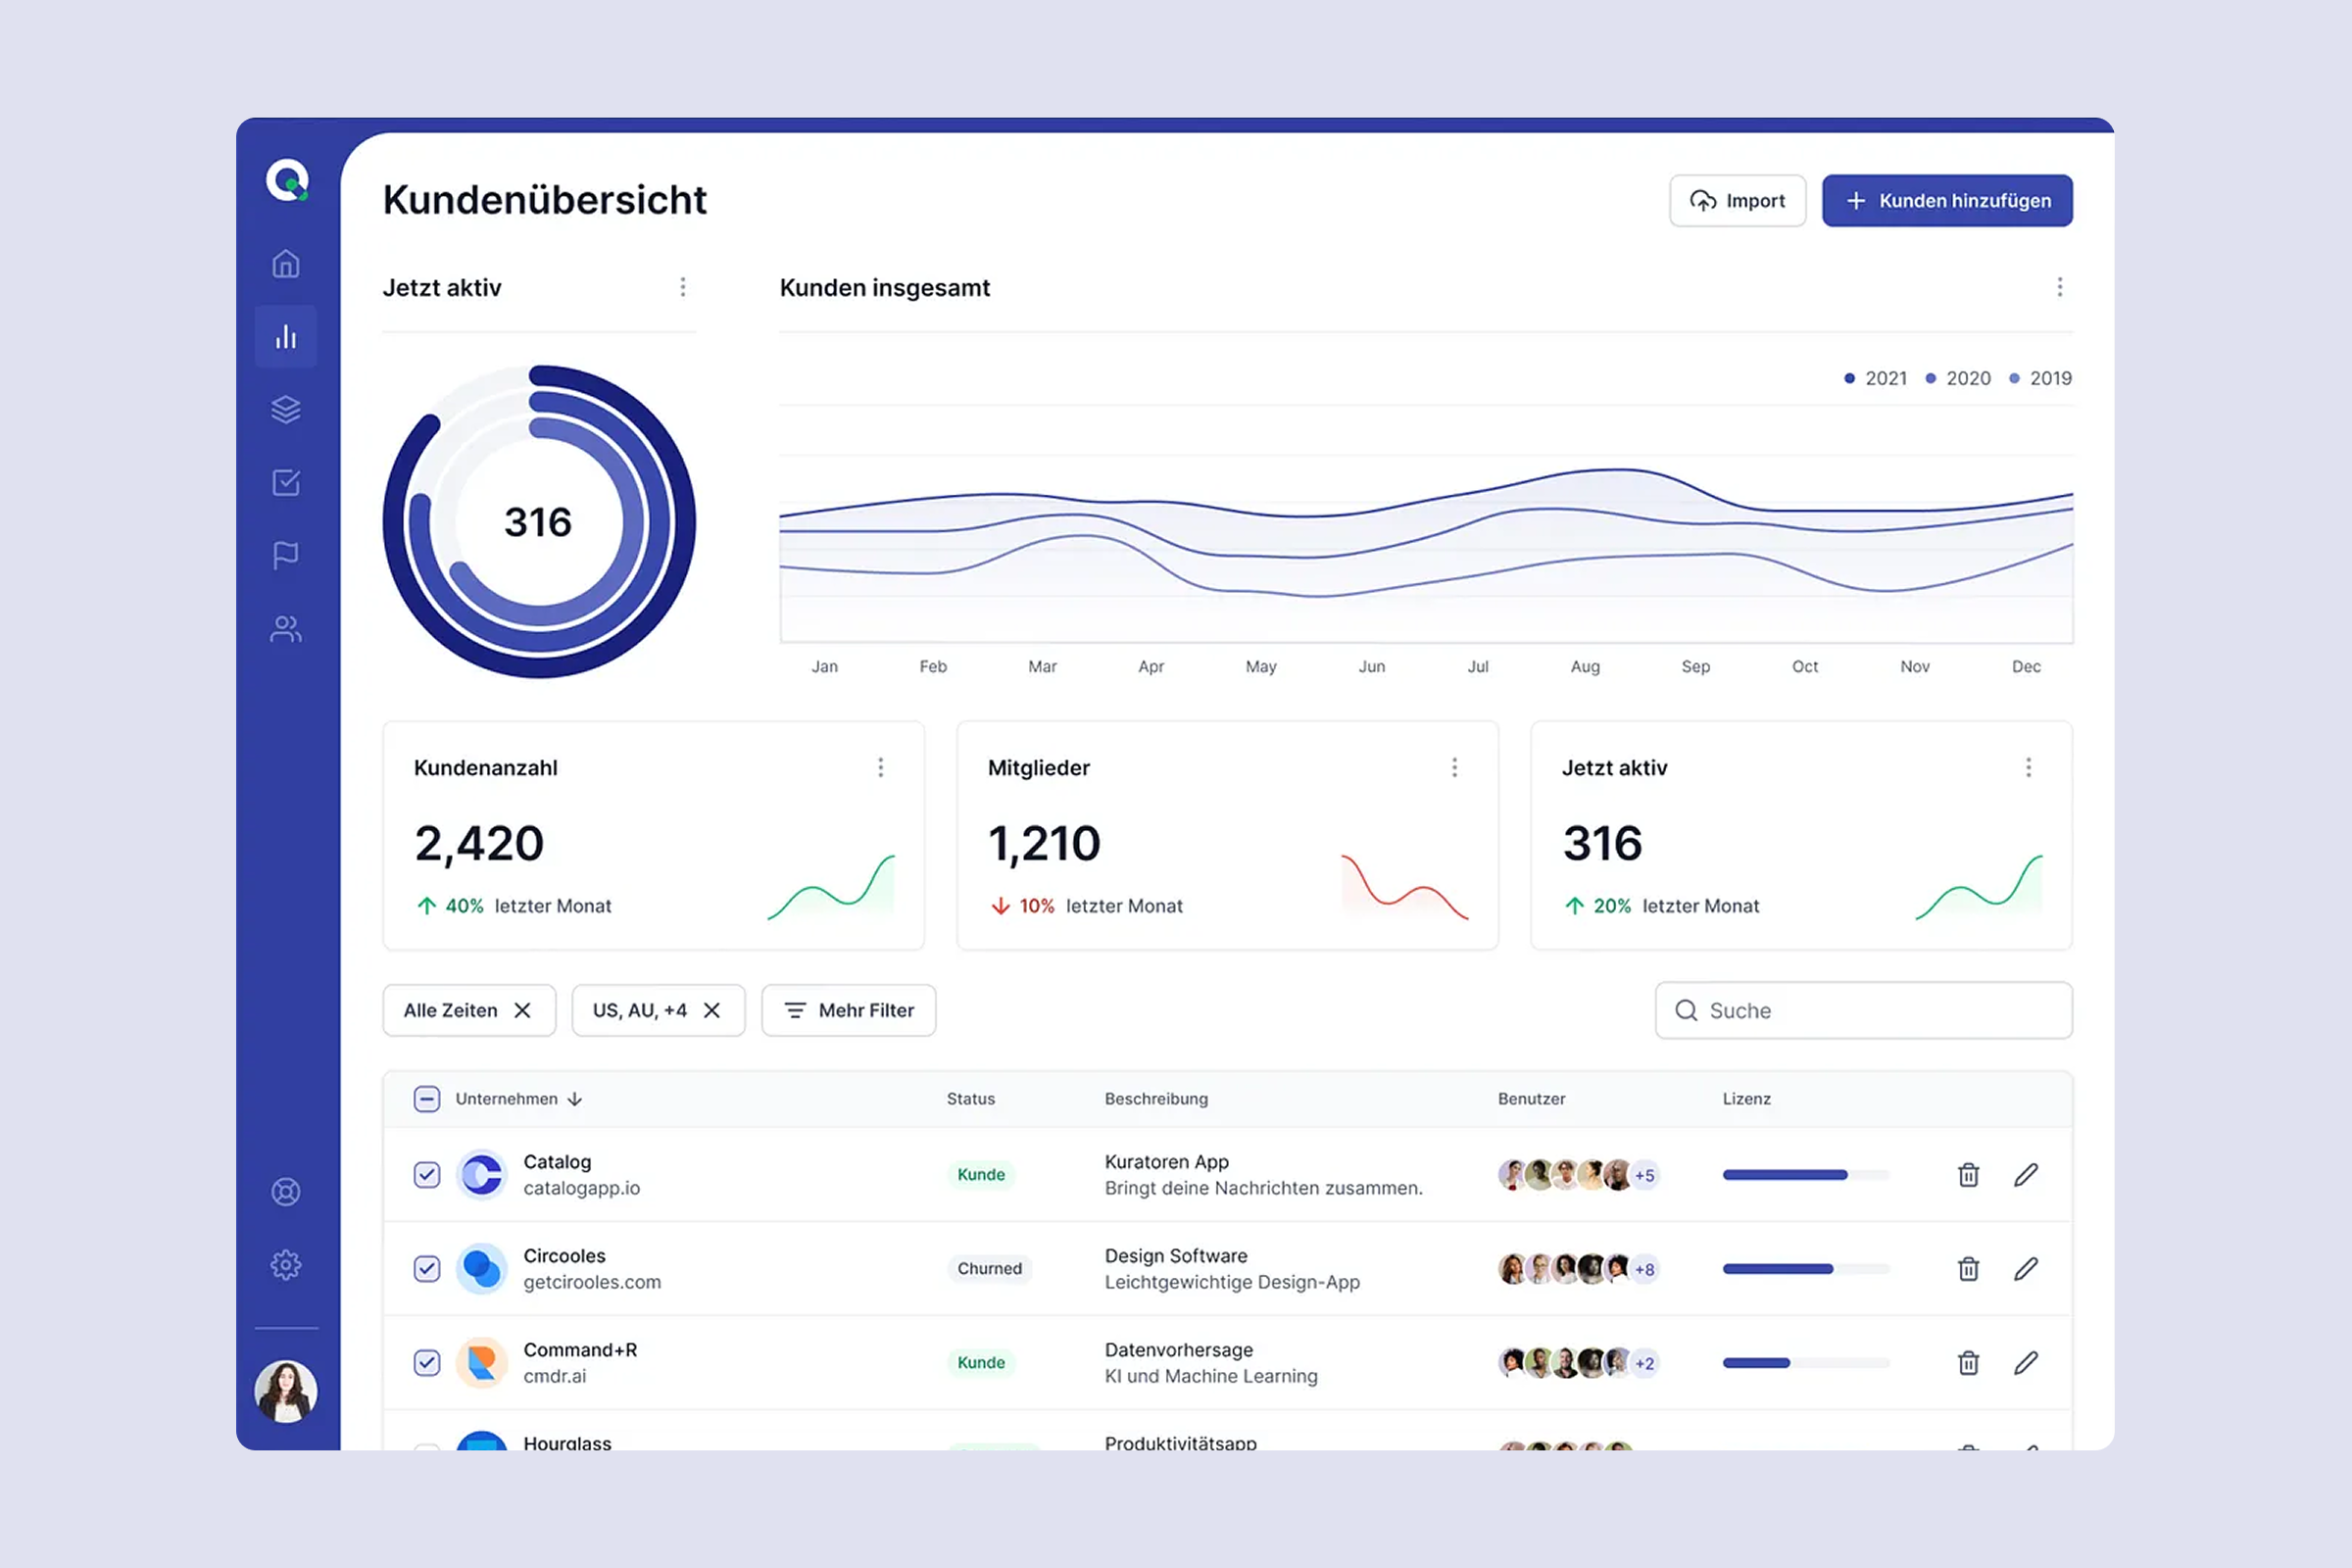 Kundenübersicht
Import
Kunden hinzufügen
Jetzt aktiv
Kunden insgesamt
2021 2020 2019
316
Jan Feb Mar Apr May Jun Jul Aug Sep Oct Nov Dec
Kundenanzahl
2,420
40% letzter Monat
Mitglieder
1,210
10% letzter Monat
Jetzt aktiv
316
20% letzter Monat
Alle Zeiten
US, AU, +4
Mehr Filter
Suche
Unternehmen Status Beschreibung Benutzer Lizenz
Catalog
catalogapp.io
Kunde
Kuratoren App
Bringt deine Nachrichten zusammen.
+5
Circooles
getcirooles.com
Churned
Design Software
Leichtgewichtige Design-App
+8
Command+R
cmdr.ai
Kunde
Datenvorhersage
KI und Machine Learning
+2
Hourglass
Produktivitätsapp